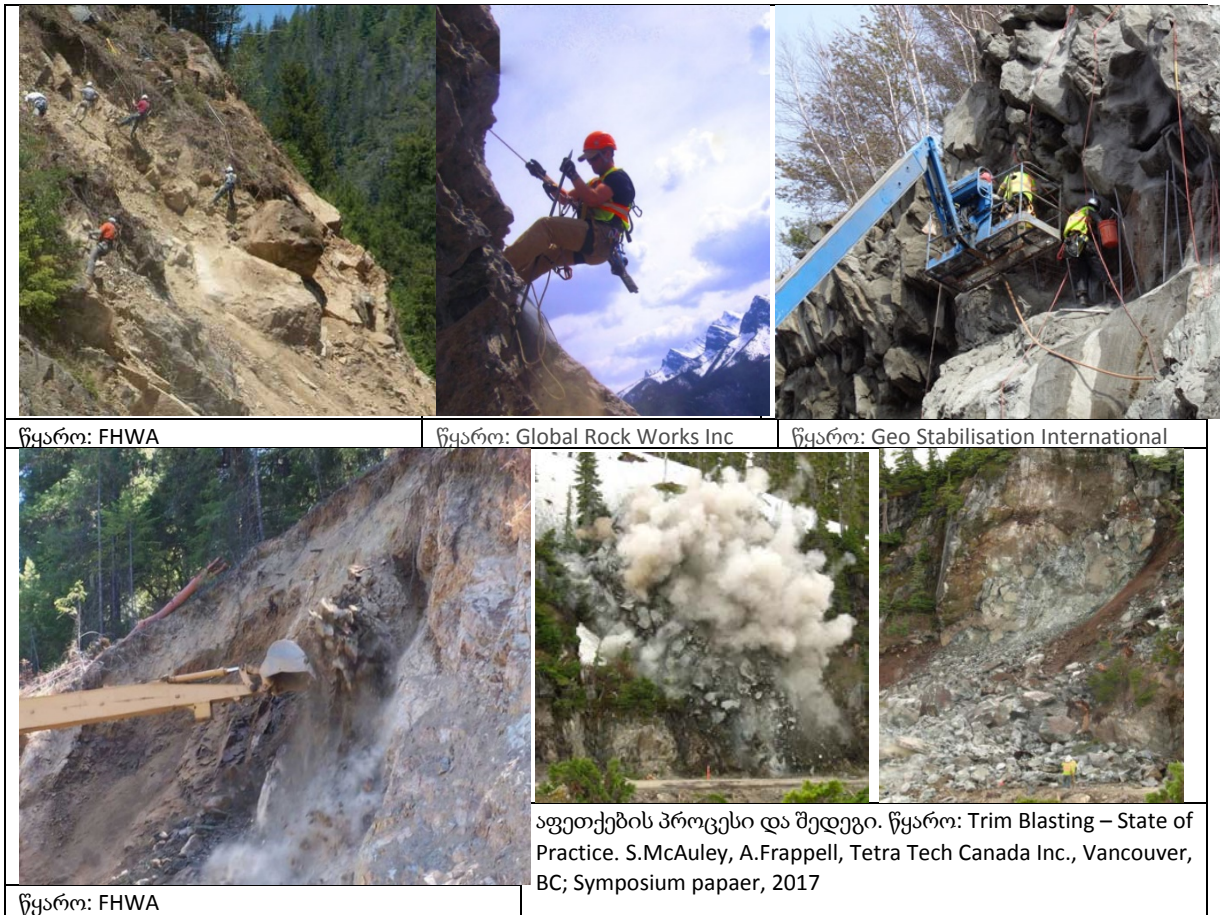 წყარო: FHWA
წყარო: Global Rock Works Inc
წყარო: Geo Stabilisation International
აფეთქების პროცესი და შედეგი. წყარო: Trim Blasting – State of
Practice. S.McAuley, A.Frappell, Tetra Tech Canada Inc., Vancouver,
BC; Symposium papaer, 2017
წყარო: FHWA